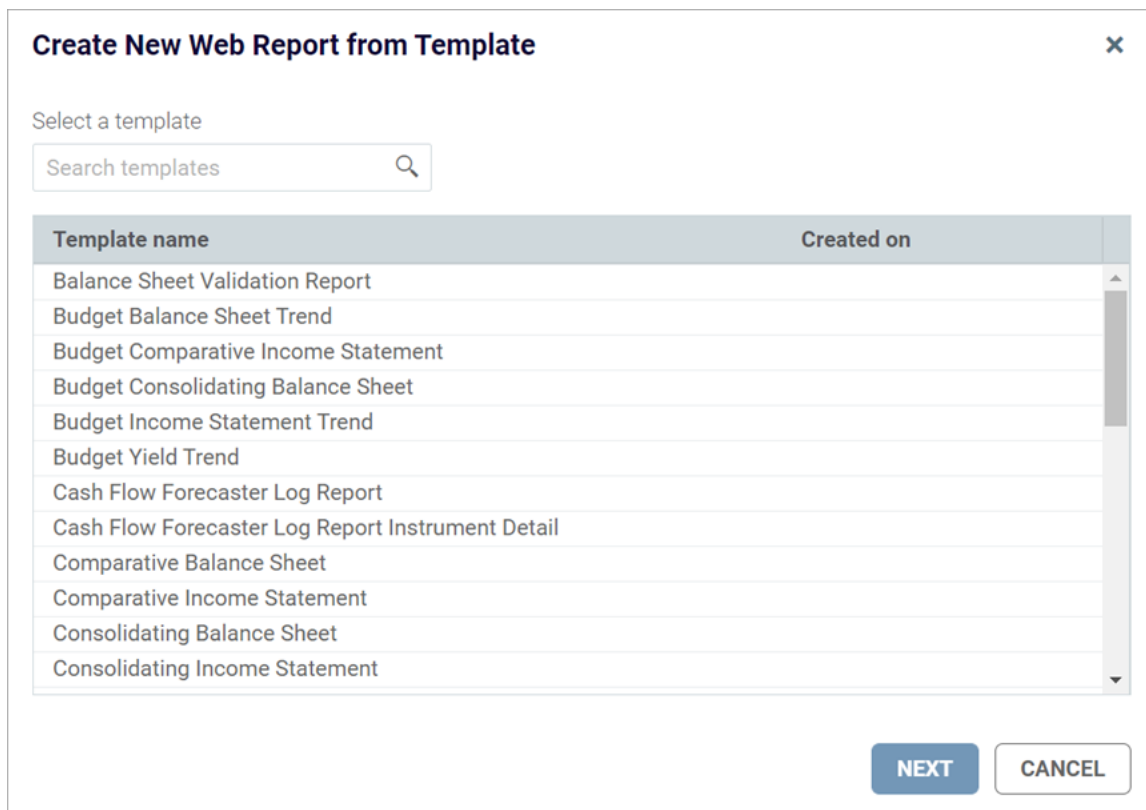 Create New Web Report from Template
Select a template
Search templates
Template name Created on
Balance Sheet Validation Report
Budget Balance Sheet Trend
Budget Comparative Income Statement
Budget Consolidating Balance Sheet
Budget Income Statement Trend
Budget Yield Trend
Cash Flow Forecaster Log Report
Cash Flow Forecaster Log Report Instrument Detail
Comparative Balance Sheet
Comparative Income Statement
Consolidating Balance Sheet
Consolidating Income Statement
NEXT CANCEL